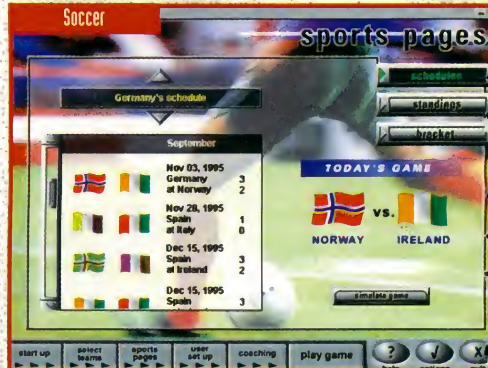 Soccer
sports pages
schedules
standings
bracket
Germany's schedule
September
Nov 03, 1995
Germany 3
at Norway 2
Nov 28, 1995
Spain 1
at Italy 0
Dec 15, 1995
Spain 3
at Ireland 2
Dec 15, 1995
Spain 3
TODAY'S GAME
VS.
NORWAY IRELAND
simulate game
start up
select teams
sports pages
user set up
coaching
play game
?
help options quit